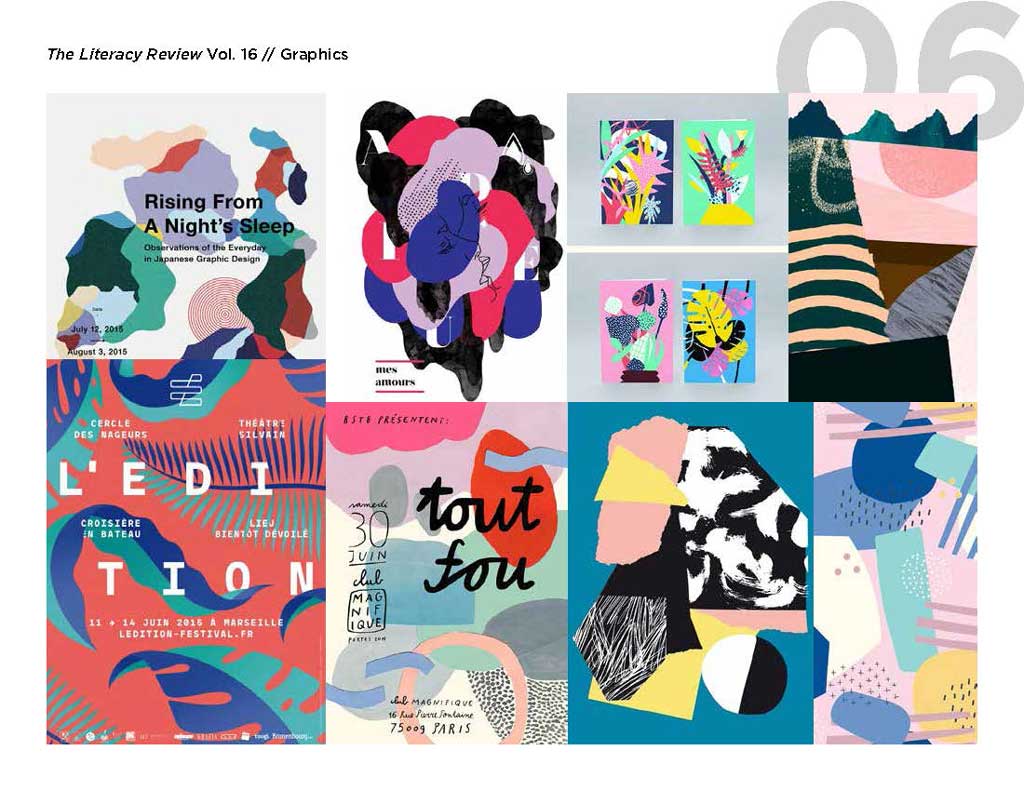 06
The Literacy Review Vol. 16 // Graphics
Rising From
A Night's Sleep
Observations of the Everyday
in Japanese Graphic Design
Date
July 12, 2015
August 3, 2015
mes
amours
CERCLE
DES NAGEURS
THÉÂTRE
SILVAIN
L'EDI
CROISIÈRE
EN BATEAU
LIEU
BIENTÔT DÉVOILÉ
TION
11 → 14 JUIN 2015 À MARSEILLE
LEDITION-FESTIVAL.FR
BSTB PRÉSENTENT:
samedi
30
JUIN
club
MAG
NIF
IQUE
tout
fou
club MAGNIFIQUE
16 Rue Pierre Fontaine
75009 PARIS